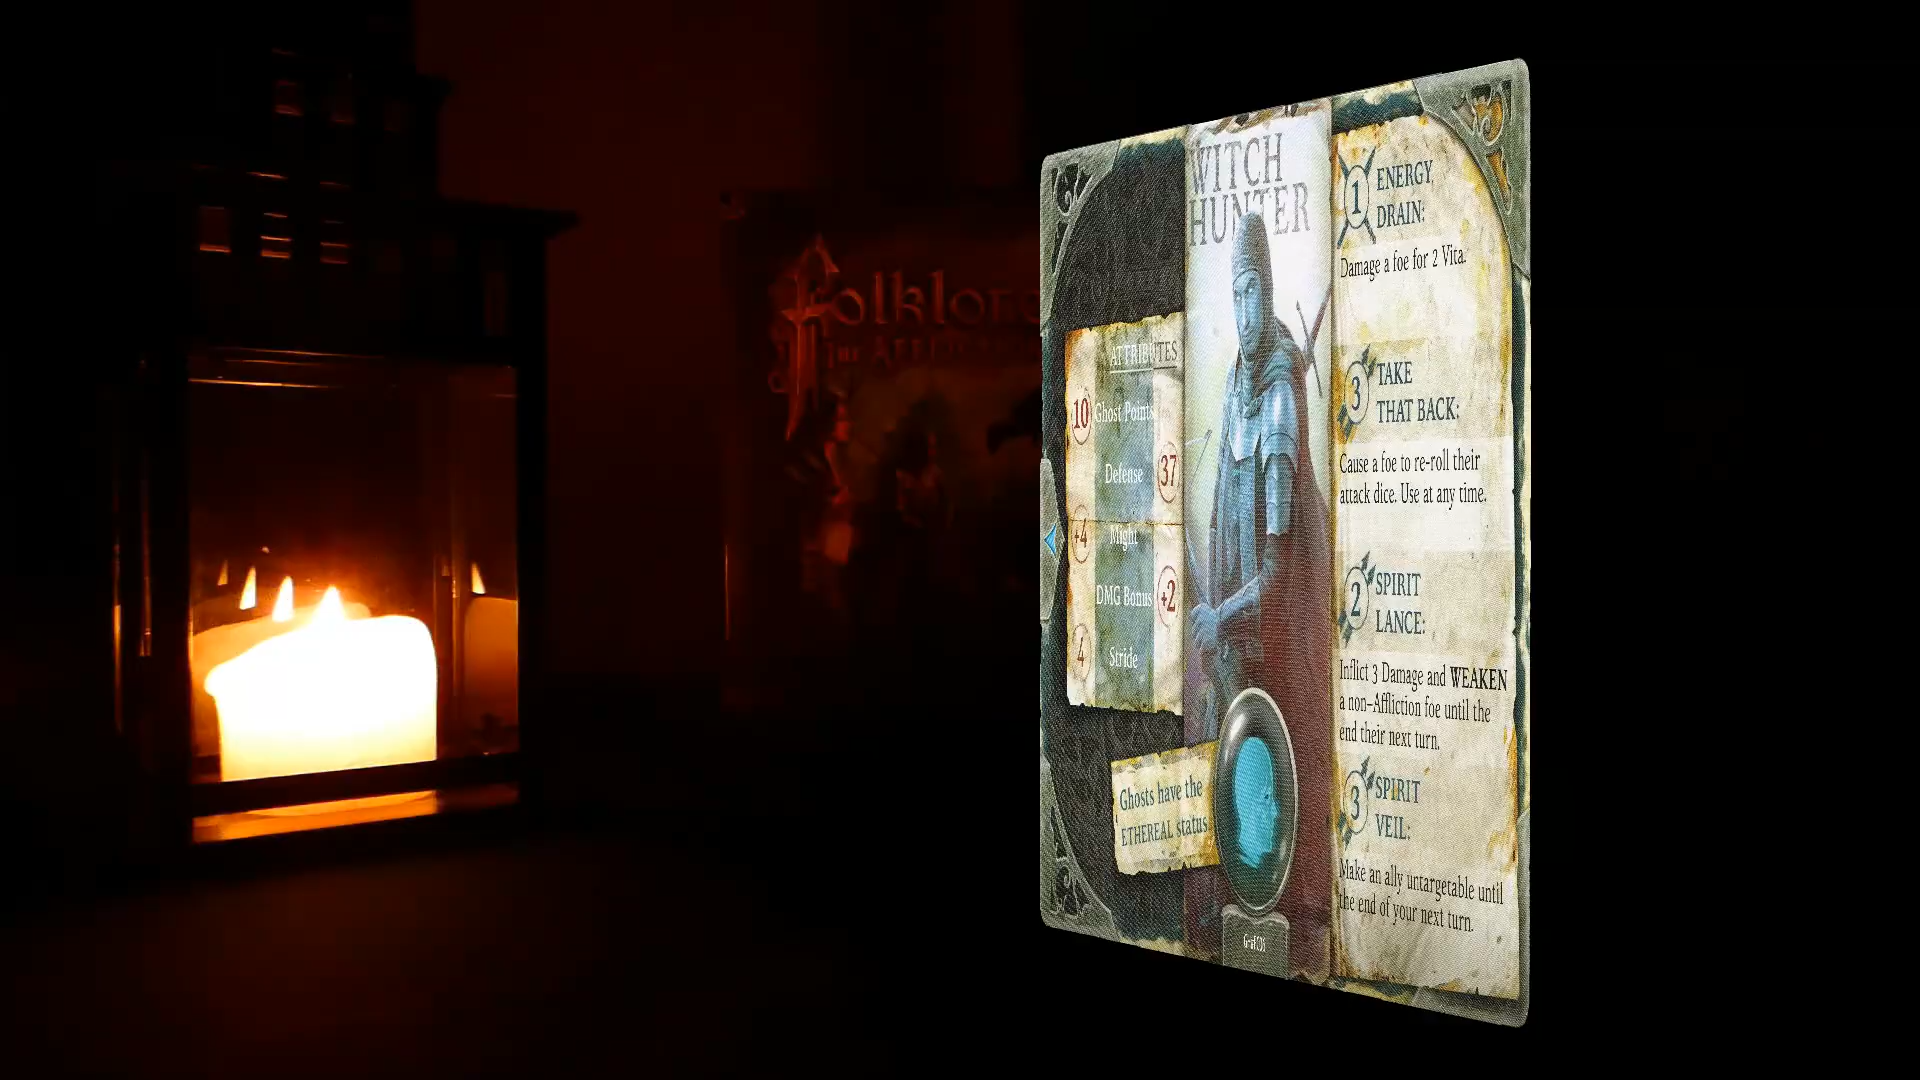 Folklore
THE AFFLICTION
WITCH
HUNTER
ATTRIBUTES
10 Ghost Points
Defense 37
+4 Might
DMG Bonus +2
4 Stride
Ghosts have the
ETHEREAL status
1 ENERGY
DRAIN:
Damage a foe for 2 Vita.
3 TAKE
THAT BACK:
Cause a foe to re-roll their
attack dice. Use at any time.
2 SPIRIT
LANCE:
Inflict 3 Damage and WEAKEN
a non-Affliction foe until the
end their next turn.
3 SPIRIT
VEIL:
Make an ally untargetable until
the end of your next turn.